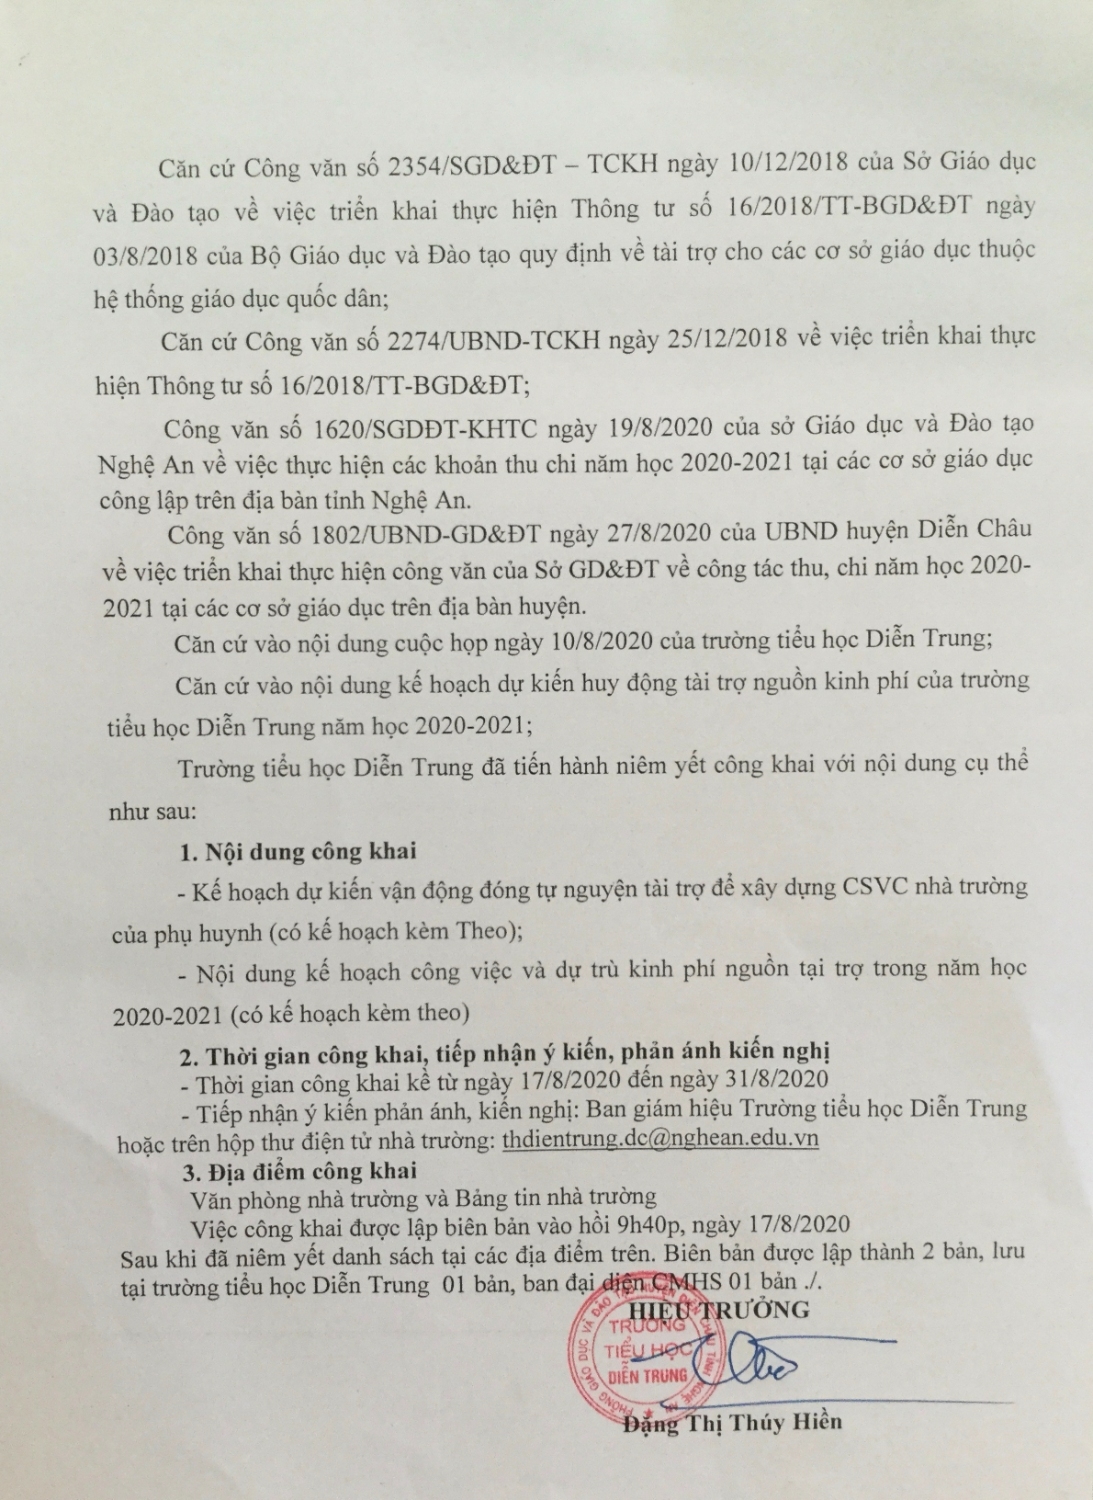 Căn cứ Công văn số 2354/SGD&ĐT – TCKH ngày 10/12/2018 của Sở Giáo dục
và Đào tạo về việc triển khai thực hiện Thông tư số 16/2018/TT-BGD&ĐT ngày
03/8/2018 của Bộ Giáo dục và Đào tạo quy định về tài trợ cho các cơ sở giáo dục thuộc
hệ thống giáo dục quốc dân;
Căn cứ Công văn số 2274/UBND-TCKH ngày 25/12/2018 về việc triển khai thực
hiện Thông tư số 16/2018/TT-BGD&ĐT;
Công văn số 1620/SGDĐT-KHTC ngày 19/8/2020 của sở Giáo dục và Đào tạo
Nghệ An về việc thực hiện các khoản thu chi năm học 2020-2021 tại các cơ sở giáo dục
công lập trên địa bàn tỉnh Nghệ An.
Công văn số 1802/UBND-GD&ĐT ngày 27/8/2020 của UBND huyện Diễn Châu
về việc triển khai thực hiện công văn của Sở GD&ĐT về công tác thu, chi năm học 2020-
2021 tại các cơ sở giáo dục trên địa bàn huyện.
Căn cứ vào nội dung cuộc họp ngày 10/8/2020 của trường tiểu học Diễn Trung;
Căn cứ vào nội dung kế hoạch dự kiến huy động tài trợ nguồn kinh phí của trường
tiểu học Diễn Trung năm học 2020-2021;
Trường tiểu học Diễn Trung đã tiến hành niêm yết công khai với nội dung cụ thể
như sau:
1. Nội dung công khai
- Kế hoạch dự kiến vận động đóng tự nguyện tài trợ để xây dựng CSVC nhà trường
của phụ huynh (có kế hoạch kèm Theo);
- Nội dung kế hoạch công việc và dự trù kinh phí nguồn tại trợ trong năm học
2020-2021 (có kế hoạch kèm theo)
2. Thời gian công khai, tiếp nhận ý kiến, phản ánh kiến nghị
- Thời gian công khai kể từ ngày 17/8/2020 đến ngày 31/8/2020
- Tiếp nhận ý kiến phản ánh, kiến nghị: Ban giám hiệu Trường tiểu học Diễn Trung
hoặc trên hộp thư điện tử nhà trường: thdientrung.dc@nghean.edu.vn
3. Địa điểm công khai
Văn phòng nhà trường và Bảng tin nhà trường
Việc công khai được lập biên bản vào hồi 9h40p, ngày 17/8/2020
Sau khi đã niêm yết danh sách tại các địa điểm trên. Biên bản được lập thành 2 bản, lưu
tại trường tiểu học Diễn Trung 01 bản, ban đại diện CMHS 01 bản ./.
HIỆU TRƯỞNG
PHÒNG GIÁO DỤC VÀ ĐÀO TẠO HUYỆN DIỄN CHÂU TỈNH NGHỆ AN
TRƯỜNG
TIỂU HỌC
DIỄN TRUNG
Đặng Thị Thúy Hiền